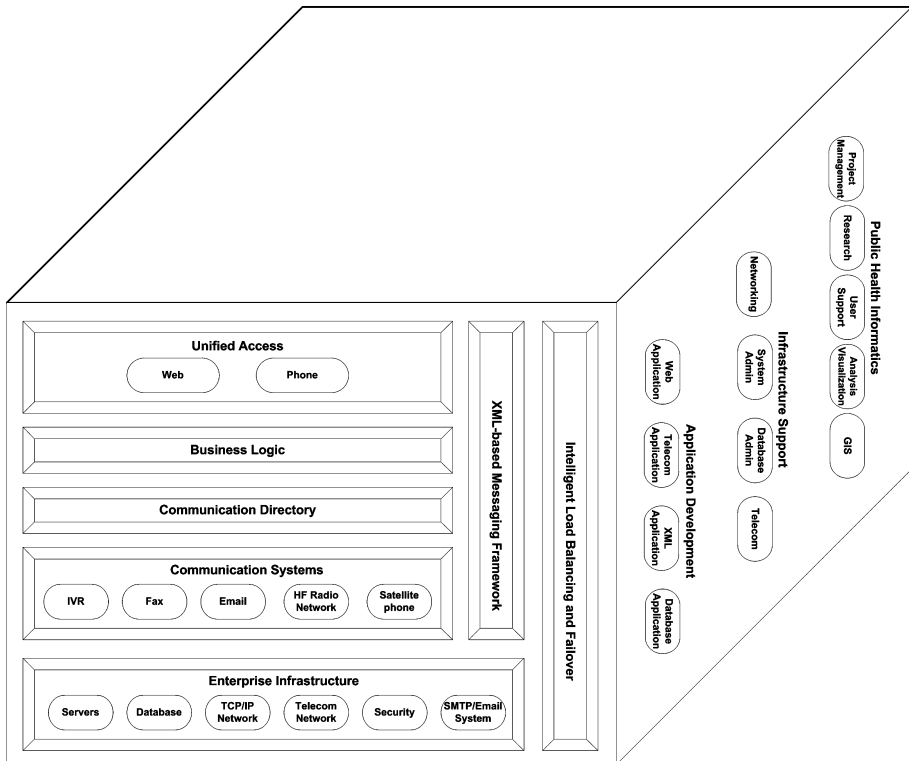 Unified Access
Web
Phone
Business Logic
Communication Directory
Communication Systems
IVR
Fax
Email
HF Radio
Network
Satellite
phone
Enterprise Infrastructure
Servers
Database
TCP/IP
Network
Telecom
Network
Security
SMTP/Email
System
XML-based Messaging Framework
Intelligent Load Balancing and Failover
Application Development
Web
Application
Telecom
Application
XML
Application
Database
Application
Infrastructure Support
Networking
System
Admin
Database
Admin
Telecom
Public Health Informatics
Project
Management
Research
User
Support
Analysis
Visualization
GIS